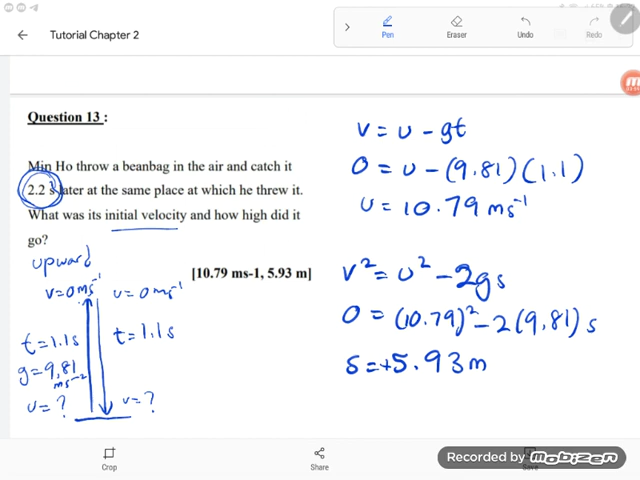 Tutorial Chapter 2
Pen
Eraser
Undo
Redo
Question 13 :
Min Ho throw a beanbag in the air and catch it
2.2 s later at the same place at which he threw it.
What was its initial velocity and how high did it
go?
[10.79 ms-1, 5.93 m]
upward
v=0ms⁻¹
u=0ms⁻¹
t=1.1s
t=1.1s
g=9.81
ms⁻²
u=?
v=?
v = u - gt
0 = u - (9.81)(1.1)
u = 10.79 ms⁻¹
v² = u² - 2gs
0 = (10.79)² - 2(9.81)s
s = +5.93 m
Crop
Share
Save
Recorded by Mobizen